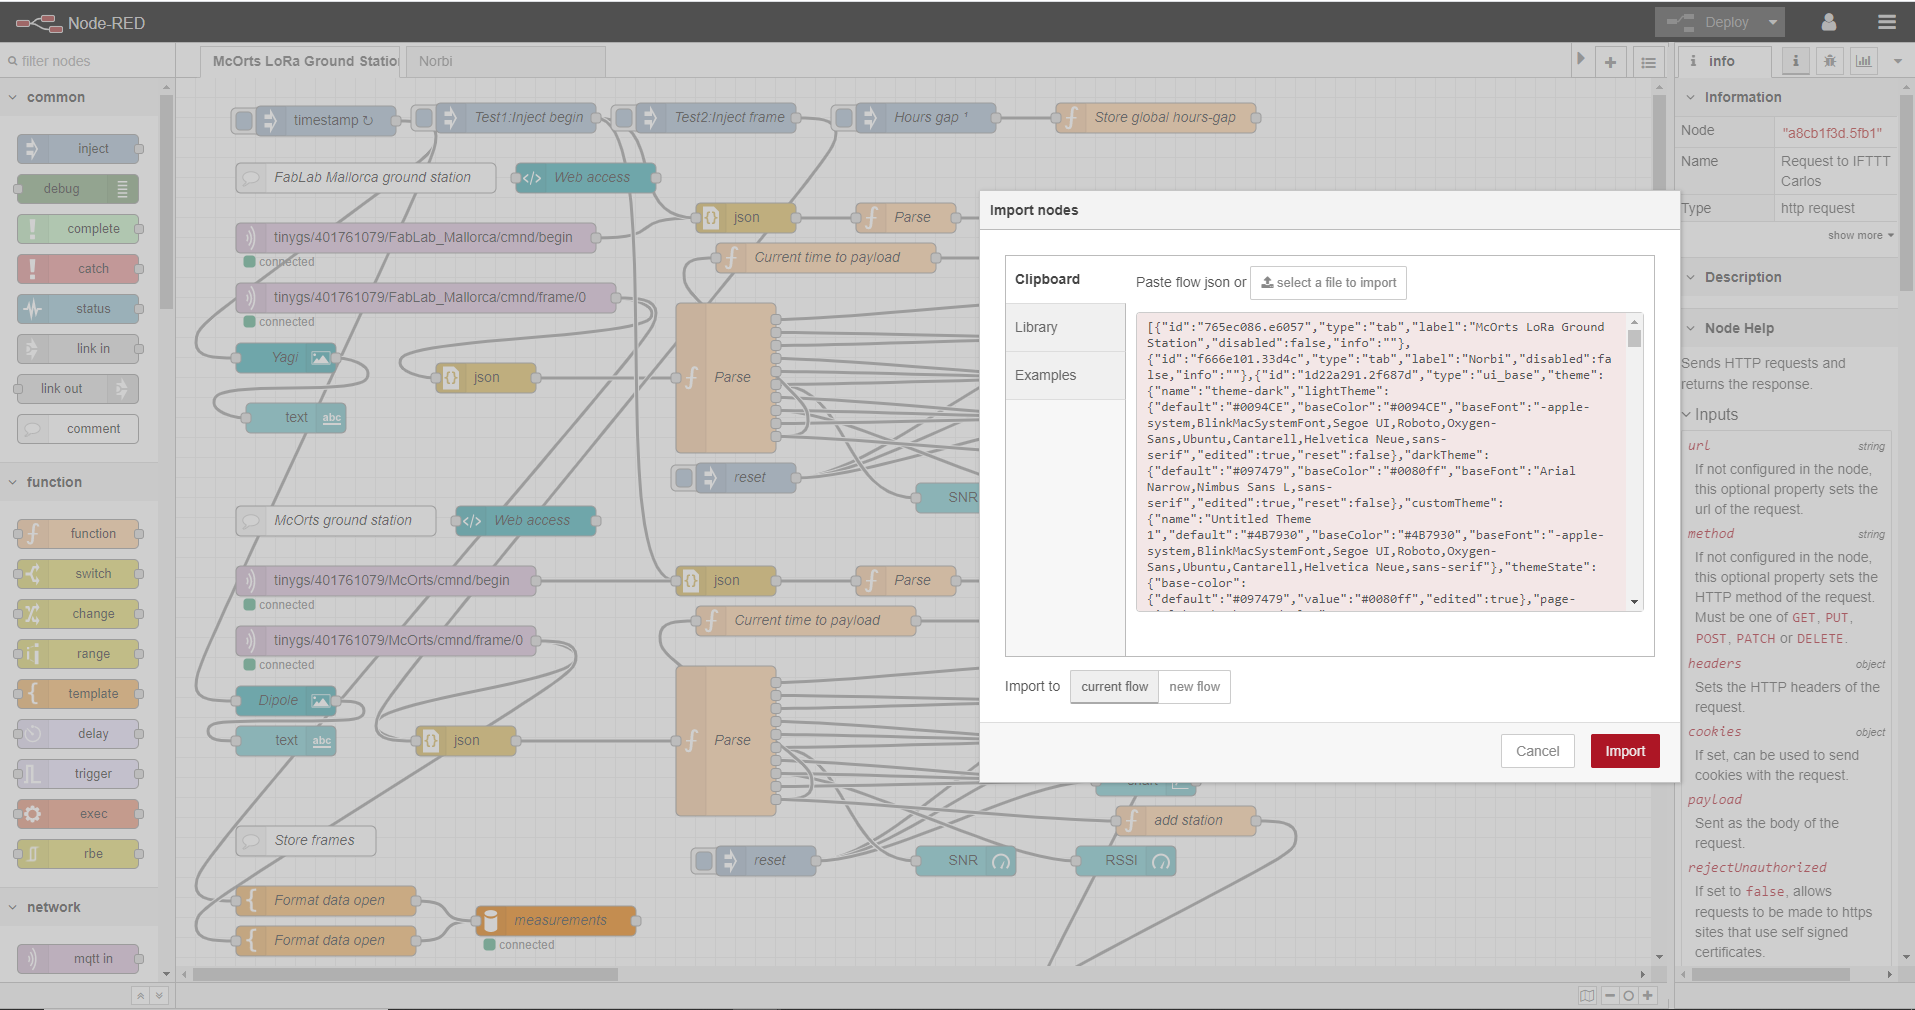 Node-RED
Deploy
filter nodes
McOrts LoRa Ground Statio
Norbi
info
common
inject
debug
complete
catch
status
link in
link out
comment
function
function
switch
change
range
template
delay
trigger
exec
rbe
network
mqtt in
timestamp ↻
Test1:Inject begin
Test2:Inject frame
Hours gap ¹
Store global hours-gap
FabLab Mallorca ground station
Web access
tinygs/401761079/FabLab_Mallorca/cmnd/begin
connected
json
Parse
Current time to payload
tinygs/401761079/FabLab_Mallorca/cmnd/frame/0
connected
Yagi
json
Parse
text
abc
reset
SNR
McOrts ground station
Web access
tinygs/401761079/McOrts/cmnd/begin
connected
json
Parse
Current time to payload
tinygs/401761079/McOrts/cmnd/frame/0
connected
Dipole
text
abc
json
Parse
add station
Store frames
reset
SNR
RSSI
Format data open
Format data open
measurements
connected
Import nodes
Clipboard
Library
Examples
Paste flow json or
select a file to import
[{"id":"765ec086.e6057","type":"tab","label":"McOrts LoRa Ground
Station","disabled":false,"info":""},
{"id":"f666e101.33d4c","type":"tab","label":"Norbi","disabled":fa
lse,"info":""},{"id":"1d22a291.2f687d","type":"ui_base","theme":
{"name":"theme-dark","lightTheme":
{"default":"#0094CE","baseColor":"#0094CE","baseFont":"-apple-
system,BlinkMacSystemFont,Segoe UI,Roboto,Oxygen-
Sans,Ubuntu,Cantarell,Helvetica Neue,sans-
serif","edited":true,"reset":false},"darkTheme":
{"default":"#097479","baseColor":"#0080ff","baseFont":"Arial
Narrow,Nimbus Sans L,sans-
serif","edited":true,"reset":false},"customTheme":
{"name":"Untitled Theme
1","default":"#4B7930","baseColor":"#4B7930","baseFont":"-apple-
system,BlinkMacSystemFont,Segoe UI,Roboto,Oxygen-
Sans,Ubuntu,Cantarell,Helvetica Neue,sans-serif"},"themeState":
{"base-color":
{"default":"#097479","value":"#0080ff","edited":true},"page-
Import to
current flow
new flow
Cancel
Import
Information
Node
"a8cb1f3d.5fb1"
Name
Request to IFTTT
Carlos
Type
http request
show more
Description
Node Help
Sends HTTP requests and
returns the response.
Inputs
url string
If not configured in the node,
this optional property sets the
url of the request.
method string
If not configured in the node,
this optional property sets the
HTTP method of the request.
Must be one of GET, PUT,
POST, PATCH or DELETE.
headers object
Sets the HTTP headers of the
request.
cookies object
If set, can be used to send
cookies with the request.
payload
Sent as the body of the
request.
rejectUnauthorized
If set to false, allows
requests to be made to https
sites that use self signed
certificates.